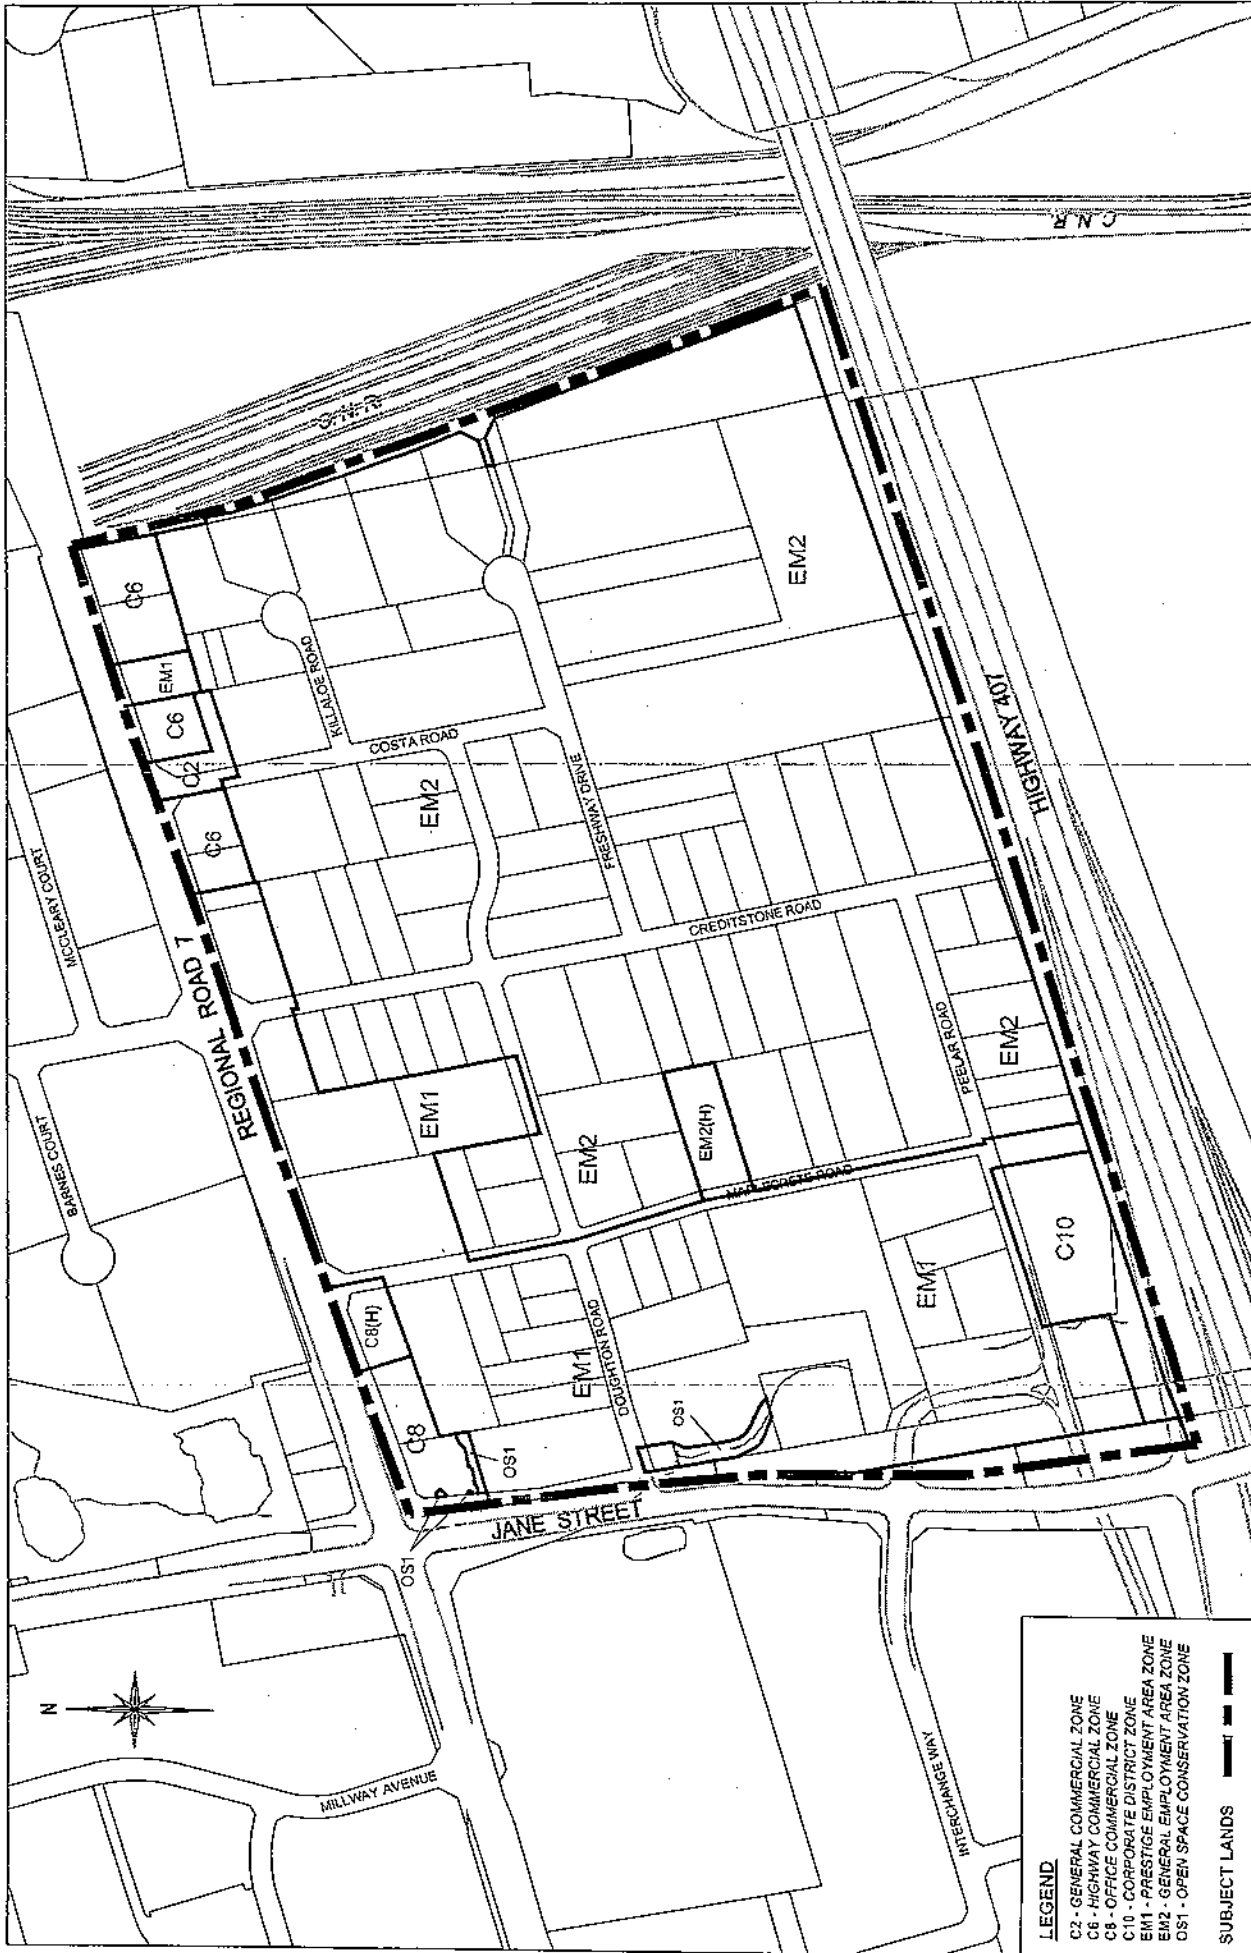 N
MILLWAY AVENUE
BARNES COURT
MCCLEARY COURT
REGIONAL ROAD 7
C.N.R.
C.N.R.
C6
EM1
C6
C2
C6
KILLALOE ROAD
COSTA ROAD
EM2
FRESHWAY DRIVE
EM2
CREDITSTONE ROAD
HIGHWAY 407
EM1
EM2
EM2(H)
PEELAR ROAD
EM2
MAPLECRETE ROAD
C8(H)
C8
OS1
OS1
EM1
DOUGHTON ROAD
OS1
EM1
C10
JANE STREET
INTERCHANGE WAY
LEGEND
C2 - GENERAL COMMERCIAL ZONE
C6 - HIGHWAY COMMERCIAL ZONE
C8 - OFFICE COMMERCIAL ZONE
C10 - CORPORATE DISTRICT ZONE
EM1 - PRESTIGE EMPLOYMENT AREA ZONE
EM2 - GENERAL EMPLOYMENT AREA ZONE
OS1 - OPEN SPACE CONSERVATION ZONE
SUBJECT LANDS